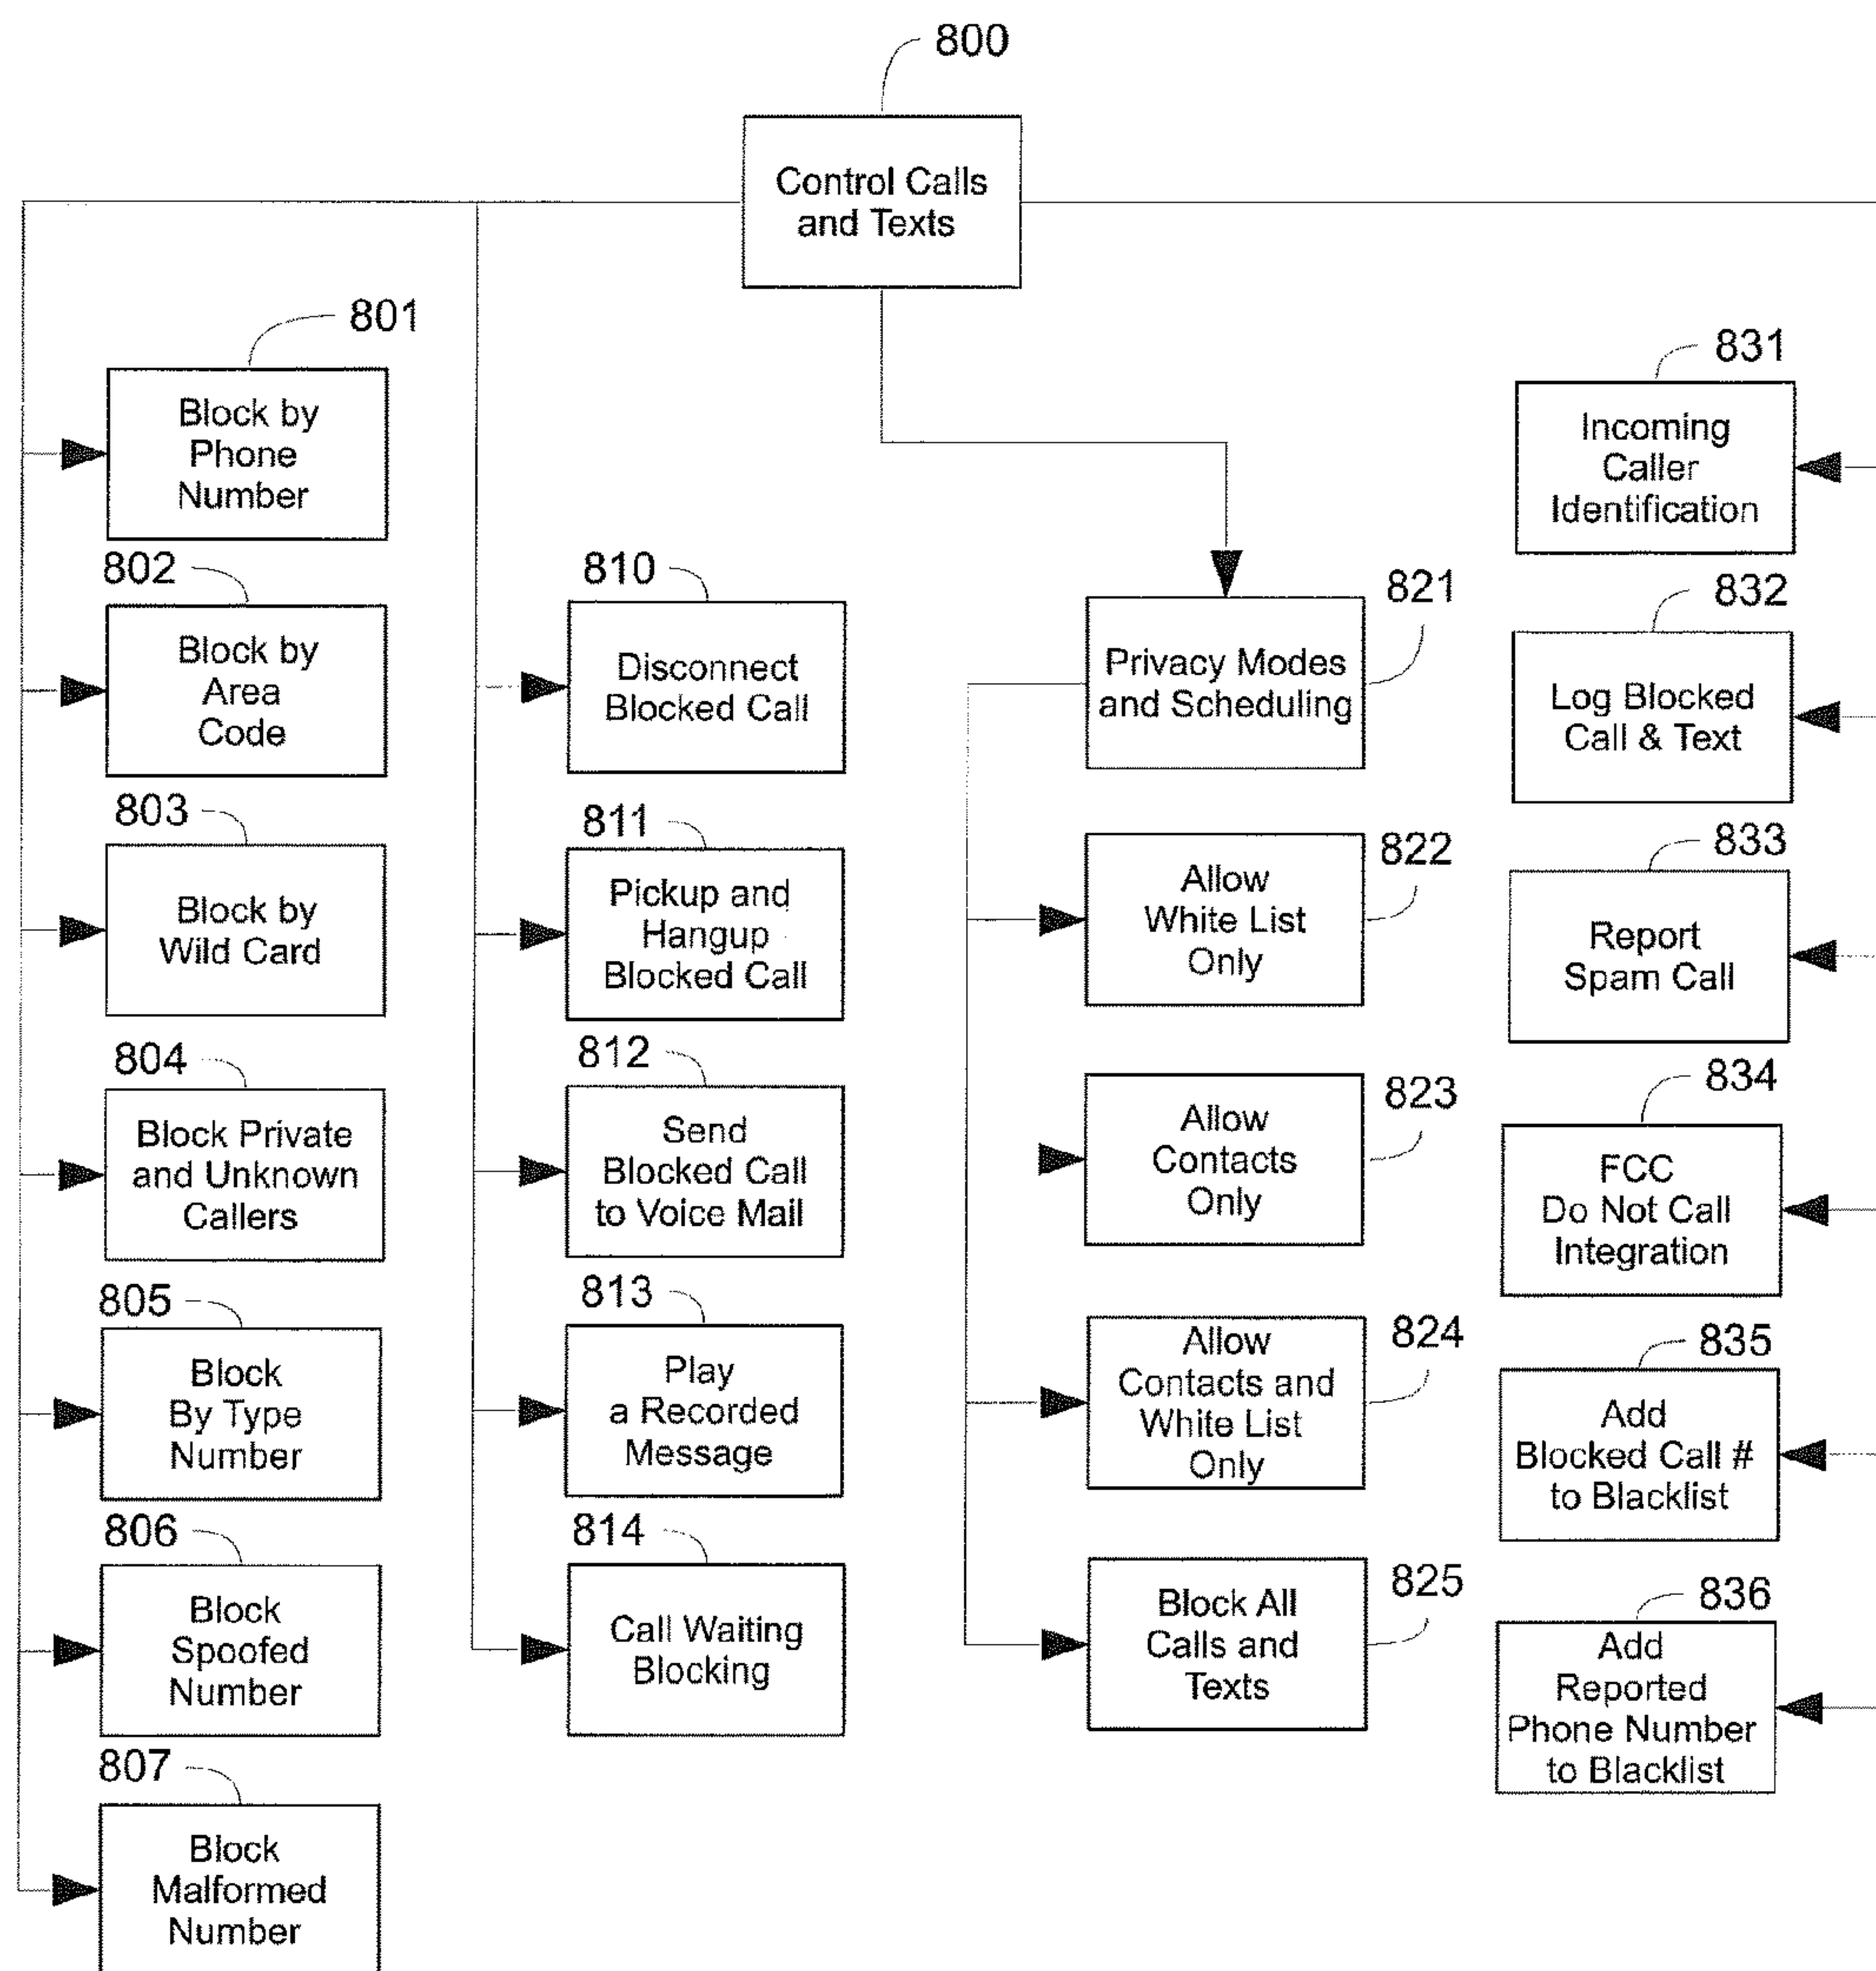 800
Control Calls
and Texts
801
Block by
Phone
Number
802
Block by
Area
Code
803
Block by
Wild Card
804
Block Private
and Unknown
Callers
805
Block
By Type
Number
806
Block
Spoofed
Number
807
Block
Malformed
Number
810
Disconnect
Blocked Call
811
Pickup and
Hangup
Blocked Call
812
Send
Blocked Call
to Voice Mail
813
Play
a Recorded
Message
814
Call Waiting
Blocking
821
Privacy Modes
and Scheduling
822
Allow
White List
Only
823
Allow
Contacts
Only
824
Allow
Contacts and
White List
Only
825
Block All
Calls and
Texts
831
Incoming
Caller
Identification
832
Log Blocked
Call & Text
833
Report
Spam Call
834
FCC
Do Not Call
Integration
835
Add
Blocked Call #
to Blacklist
836
Add
Reported
Phone Number
to Blacklist